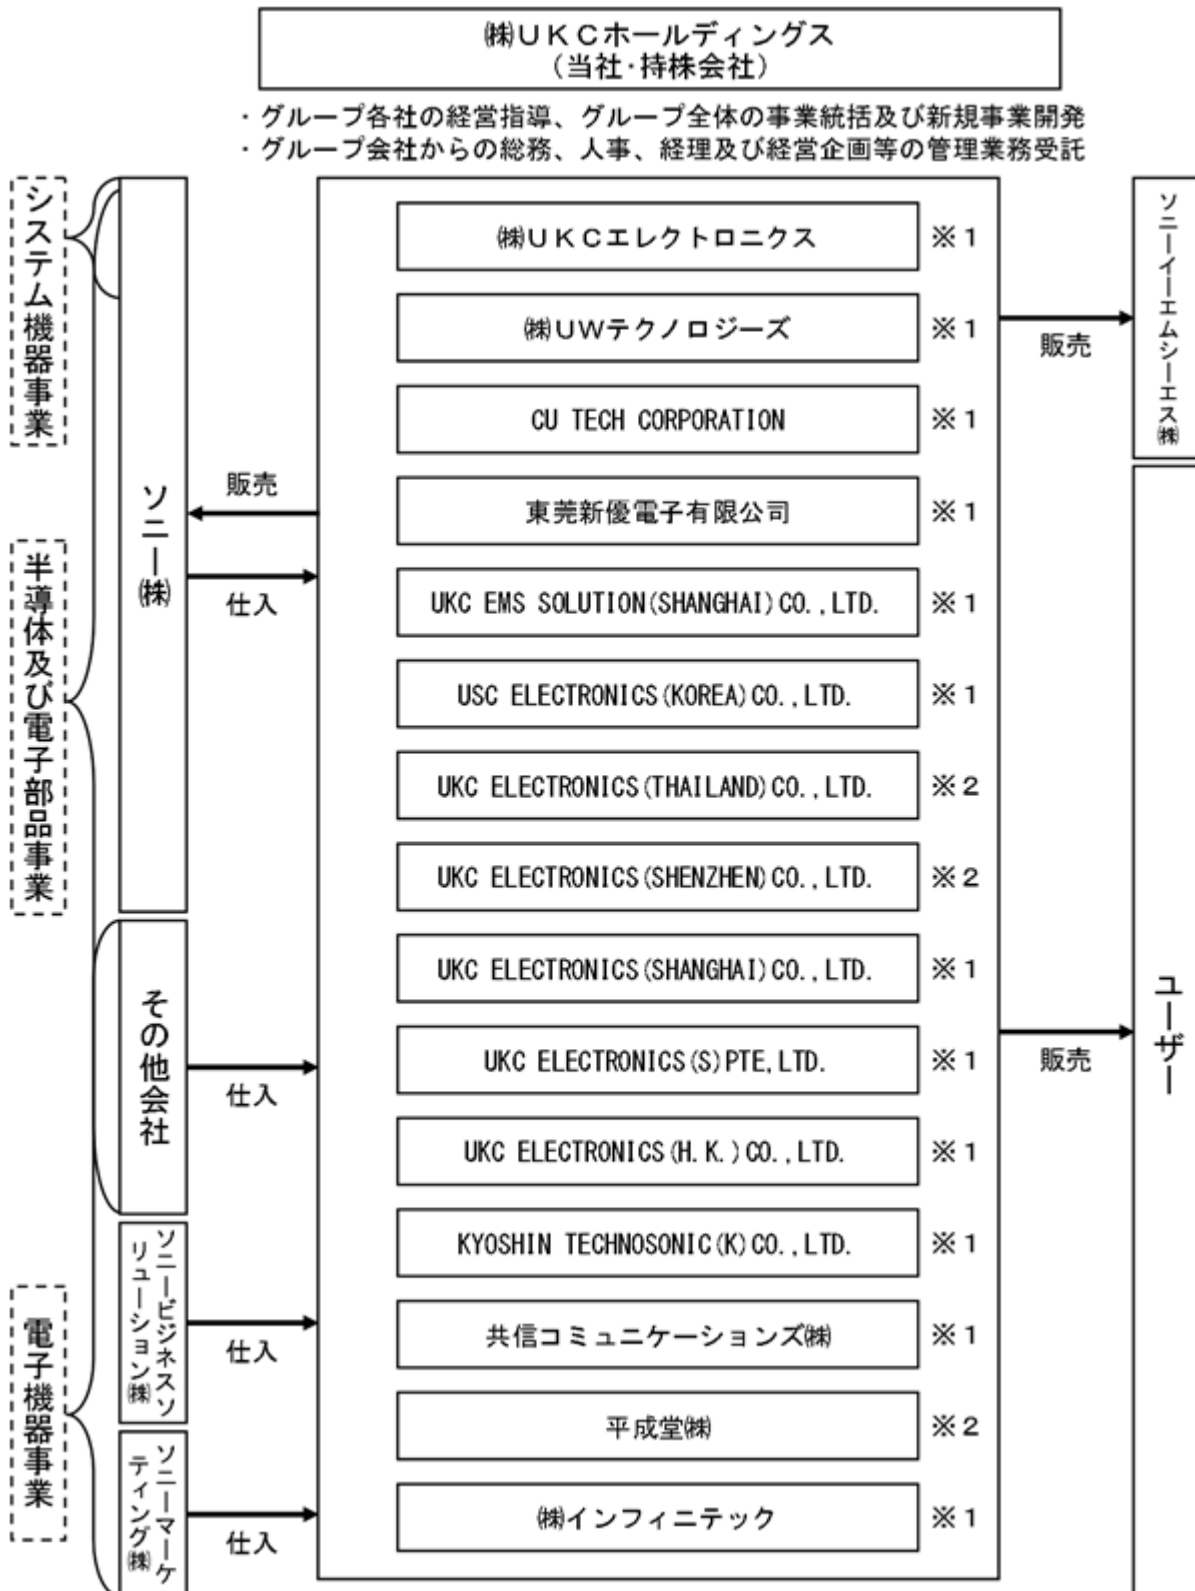 ㈱ＵＫＣホールディングス
（当社・持株会社）
・グループ各社の経営指導、グループ全体の事業統括及び新規事業開発
・グループ会社からの総務、人事、経理及び経営企画等の管理業務受託
システム機器事業
半導体及び電子部品事業
電子機器事業
ソニー㈱
その他会社
ソニービジネスソ
リューション㈱
ソニーマーケ
ティング㈱
販売
仕入
仕入
仕入
仕入
㈱ＵＫＣエレクトロニクス ※１
㈱ＵＷテクノロジーズ ※１
CU TECH CORPORATION ※１
東莞新優電子有限公司 ※１
UKC EMS SOLUTION(SHANGHAI)CO.,LTD. ※１
USC ELECTRONICS(KOREA)CO.,LTD. ※１
UKC ELECTRONICS(THAILAND)CO.,LTD. ※２
UKC ELECTRONICS(SHENZHEN)CO.,LTD. ※２
UKC ELECTRONICS(SHANGHAI)CO.,LTD. ※１
UKC ELECTRONICS(S)PTE,LTD. ※１
UKC ELECTRONICS(H.K.)CO.,LTD. ※１
KYOSHIN TECHNOSONIC(K)CO.,LTD. ※１
共信コミュニケーションズ㈱ ※１
平成堂㈱ ※２
㈱インフィニテック ※１
販売
販売
ソニーイーエムシーエス㈱
ユーザー